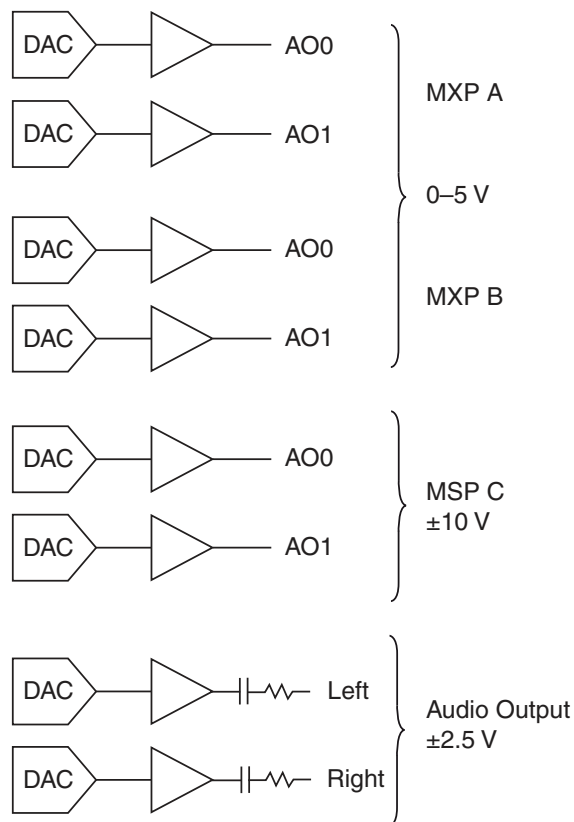 DAC
AO0
DAC
AO1
MXP A
0–5 V
DAC
AO0
MXP B
DAC
AO1
DAC
AO0
MSP C
±10 V
DAC
AO1
DAC
Left
Audio Output
±2.5 V
DAC
Right